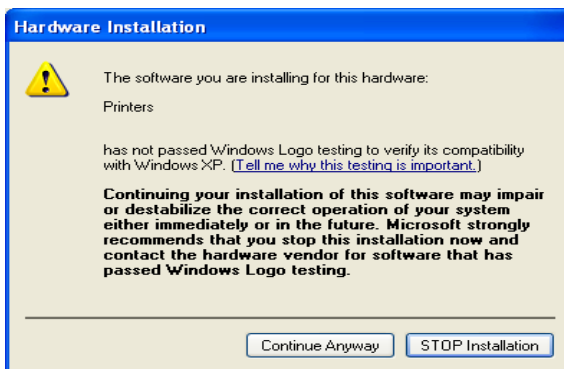 Hardware Installation
The software you are installing for this hardware:
Printers
has not passed Windows Logo testing to verify its compatibility
with Windows XP. (Tell me why this testing is important.)
Continuing your installation of this software may impair
or destabilize the correct operation of your system
either immediately or in the future. Microsoft strongly
recommends that you stop this installation now and
contact the hardware vendor for software that has
passed Windows Logo testing.
Continue Anyway
STOP Installation